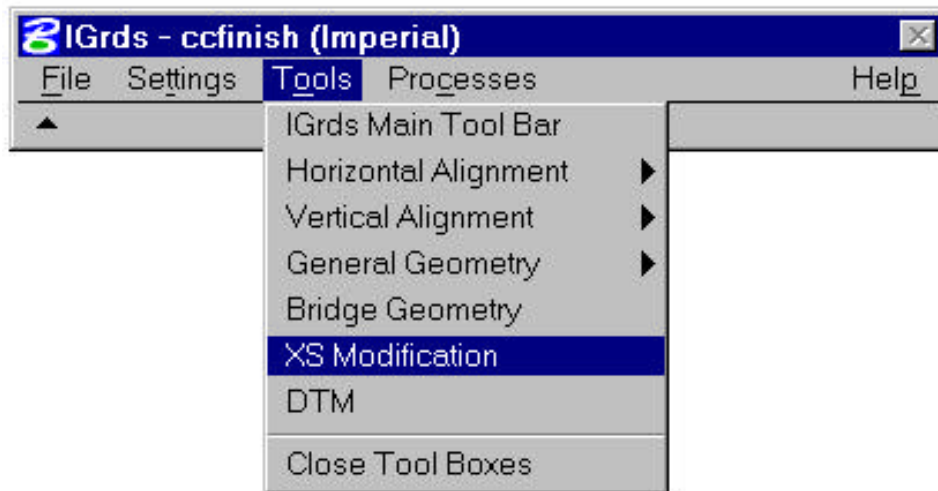 IGrds - ccfinish (Imperial)
File Settings Tools Processes Help
IGrds Main Tool Bar
Horizontal Alignment
Vertical Alignment
General Geometry
Bridge Geometry
XS Modification
DTM
Close Tool Boxes